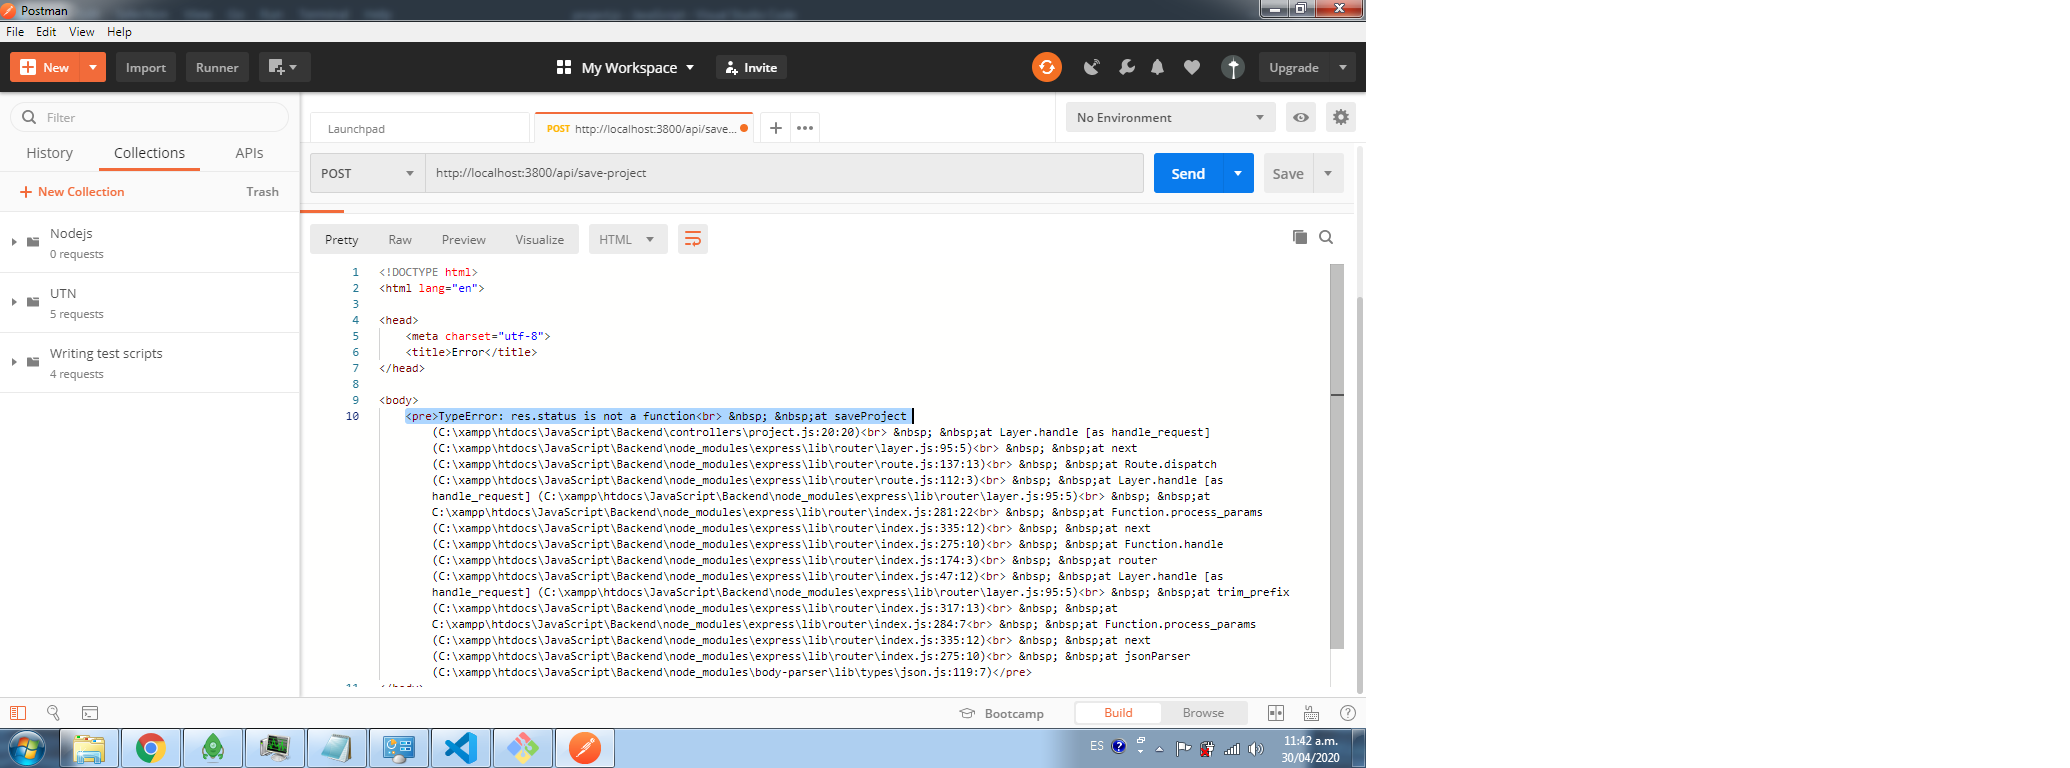 Postman
File Edit View Help
New Import Runner My Workspace Invite Upgrade
Filter
History Collections APIs
New Collection Trash
Nodejs
0 requests
UTN
5 requests
Writing test scripts
4 requests
Launchpad POST http://localhost:3800/api/save... No Environment
POST http://localhost:3800/api/save-project Send Save
Pretty Raw Preview Visualize HTML
1 <!DOCTYPE html>
2 <html lang="en">
3
4 <head>
5 <meta charset="utf-8">
6 <title>Error</title>
7 </head>
8
9 <body>
10 <pre>TypeError: res.status is not a function<br> &nbsp; &nbsp;at saveProject
(C:\xampp\htdocs\JavaScript\Backend\controllers\project.js:20:20)<br> &nbsp; &nbsp;at Layer.handle [as handle_request]
(C:\xampp\htdocs\JavaScript\Backend\node_modules\express\lib\router\layer.js:95:5)<br> &nbsp; &nbsp;at next
(C:\xampp\htdocs\JavaScript\Backend\node_modules\express\lib\router\route.js:137:13)<br> &nbsp; &nbsp;at Route.dispatch
(C:\xampp\htdocs\JavaScript\Backend\node_modules\express\lib\router\route.js:112:3)<br> &nbsp; &nbsp;at Layer.handle [as
handle_request] (C:\xampp\htdocs\JavaScript\Backend\node_modules\express\lib\router\layer.js:95:5)<br> &nbsp; &nbsp;at
C:\xampp\htdocs\JavaScript\Backend\node_modules\express\lib\router\index.js:281:22<br> &nbsp; &nbsp;at Function.process_params
(C:\xampp\htdocs\JavaScript\Backend\node_modules\express\lib\router\index.js:335:12)<br> &nbsp; &nbsp;at next
(C:\xampp\htdocs\JavaScript\Backend\node_modules\express\lib\router\index.js:275:10)<br> &nbsp; &nbsp;at Function.handle
(C:\xampp\htdocs\JavaScript\Backend\node_modules\express\lib\router\index.js:174:3)<br> &nbsp; &nbsp;at router
(C:\xampp\htdocs\JavaScript\Backend\node_modules\express\lib\router\index.js:47:12)<br> &nbsp; &nbsp;at Layer.handle [as
handle_request] (C:\xampp\htdocs\JavaScript\Backend\node_modules\express\lib\router\layer.js:95:5)<br> &nbsp; &nbsp;at trim_prefix
(C:\xampp\htdocs\JavaScript\Backend\node_modules\express\lib\router\index.js:317:13)<br> &nbsp; &nbsp;at
C:\xampp\htdocs\JavaScript\Backend\node_modules\express\lib\router\index.js:284:7<br> &nbsp; &nbsp;at Function.process_params
(C:\xampp\htdocs\JavaScript\Backend\node_modules\express\lib\router\index.js:335:12)<br> &nbsp; &nbsp;at next
(C:\xampp\htdocs\JavaScript\Backend\node_modules\express\lib\router\index.js:275:10)<br> &nbsp; &nbsp;at jsonParser
(C:\xampp\htdocs\JavaScript\Backend\node_modules\body-parser\lib\types\json.js:119:7)</pre>
11 </body>
Bootcamp Build Browse
ES 11:42 a.m.
30/04/2020